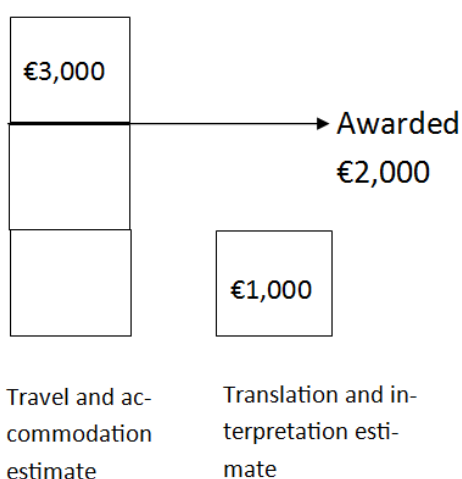 €3,000
Awarded
€2,000
€1,000
Travel and ac-
commodation
estimate
Translation and in-
terpretation esti-
mate